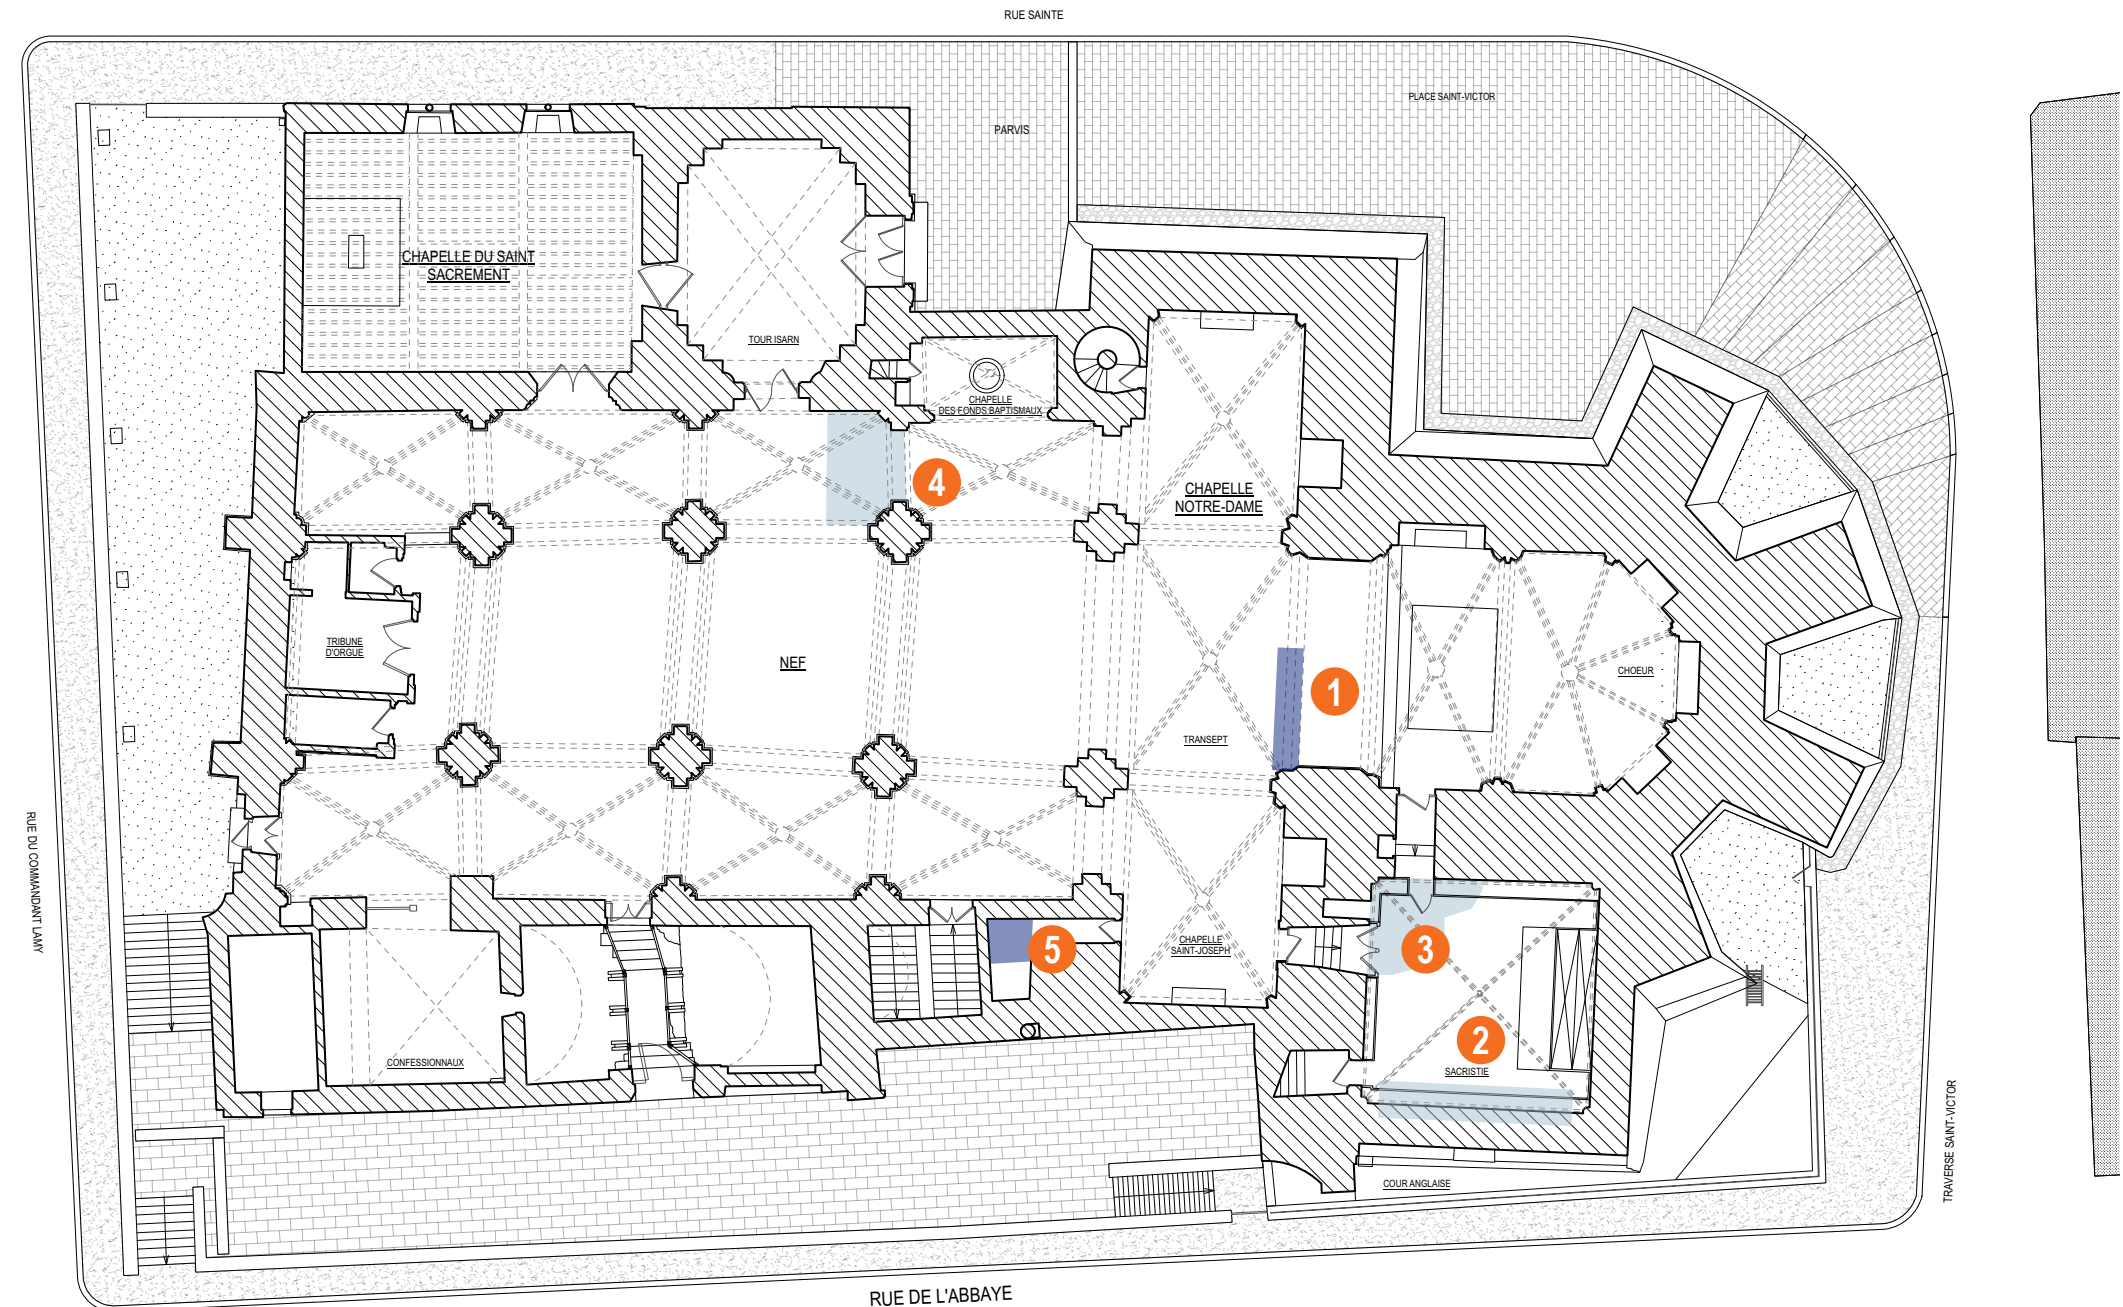 RUE SAINTE
PLACE SAINT-VICTOR
PARVIS
CHAPELLE DU SAINT
SACREMENT
TOUR ISARN
CHAPELLE
DES FONDS BAPTISMAUX
4
CHAPELLE
NOTRE-DAME
TRIBUNE
D'ORGUE
NEF
1
CHOEUR
TRANSEPT
RUE DU COMMANDANT LAMY
CHAPELLE
SAINT-JOSEPH
5
3
2
CONFESSIONNAUX
SACRISTIE
COUR ANGLAISE
TRAVERSE SAINT-VICTOR
RUE DE L'ABBAYE